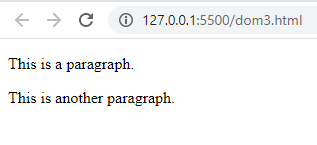 127.0.0.1:5500/dom3.html
This is a paragraph.
This is another paragraph.